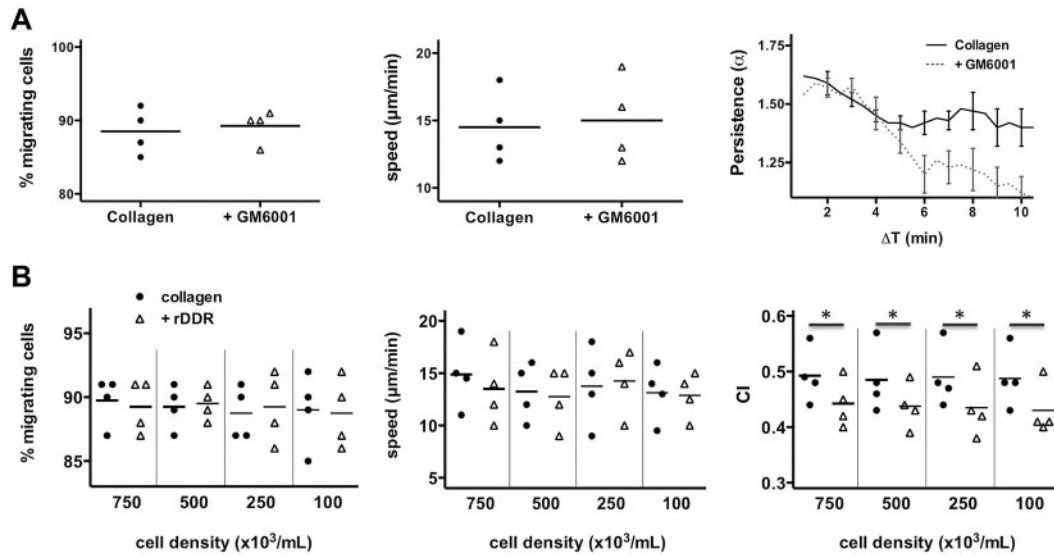 A
% migrating cells
100
90
80
Collagen
+ GM6001
speed (µm/min)
20
15
10
Collagen
+ GM6001
Persistence (α)
1.75
1.50
1.25
Collagen
+ GM6001
2
4
6
8
10
ΔT (min)
B
collagen
+ rDDR
% migrating cells
95
90
85
750
500
250
100
cell density (x10³/mL)
speed (µm/min)
20
15
10
5
750
500
250
100
cell density (x10³/mL)
CI
0.6
0.5
0.4
0.3
*
*
*
*
750
500
250
100
cell density (x10³/mL)